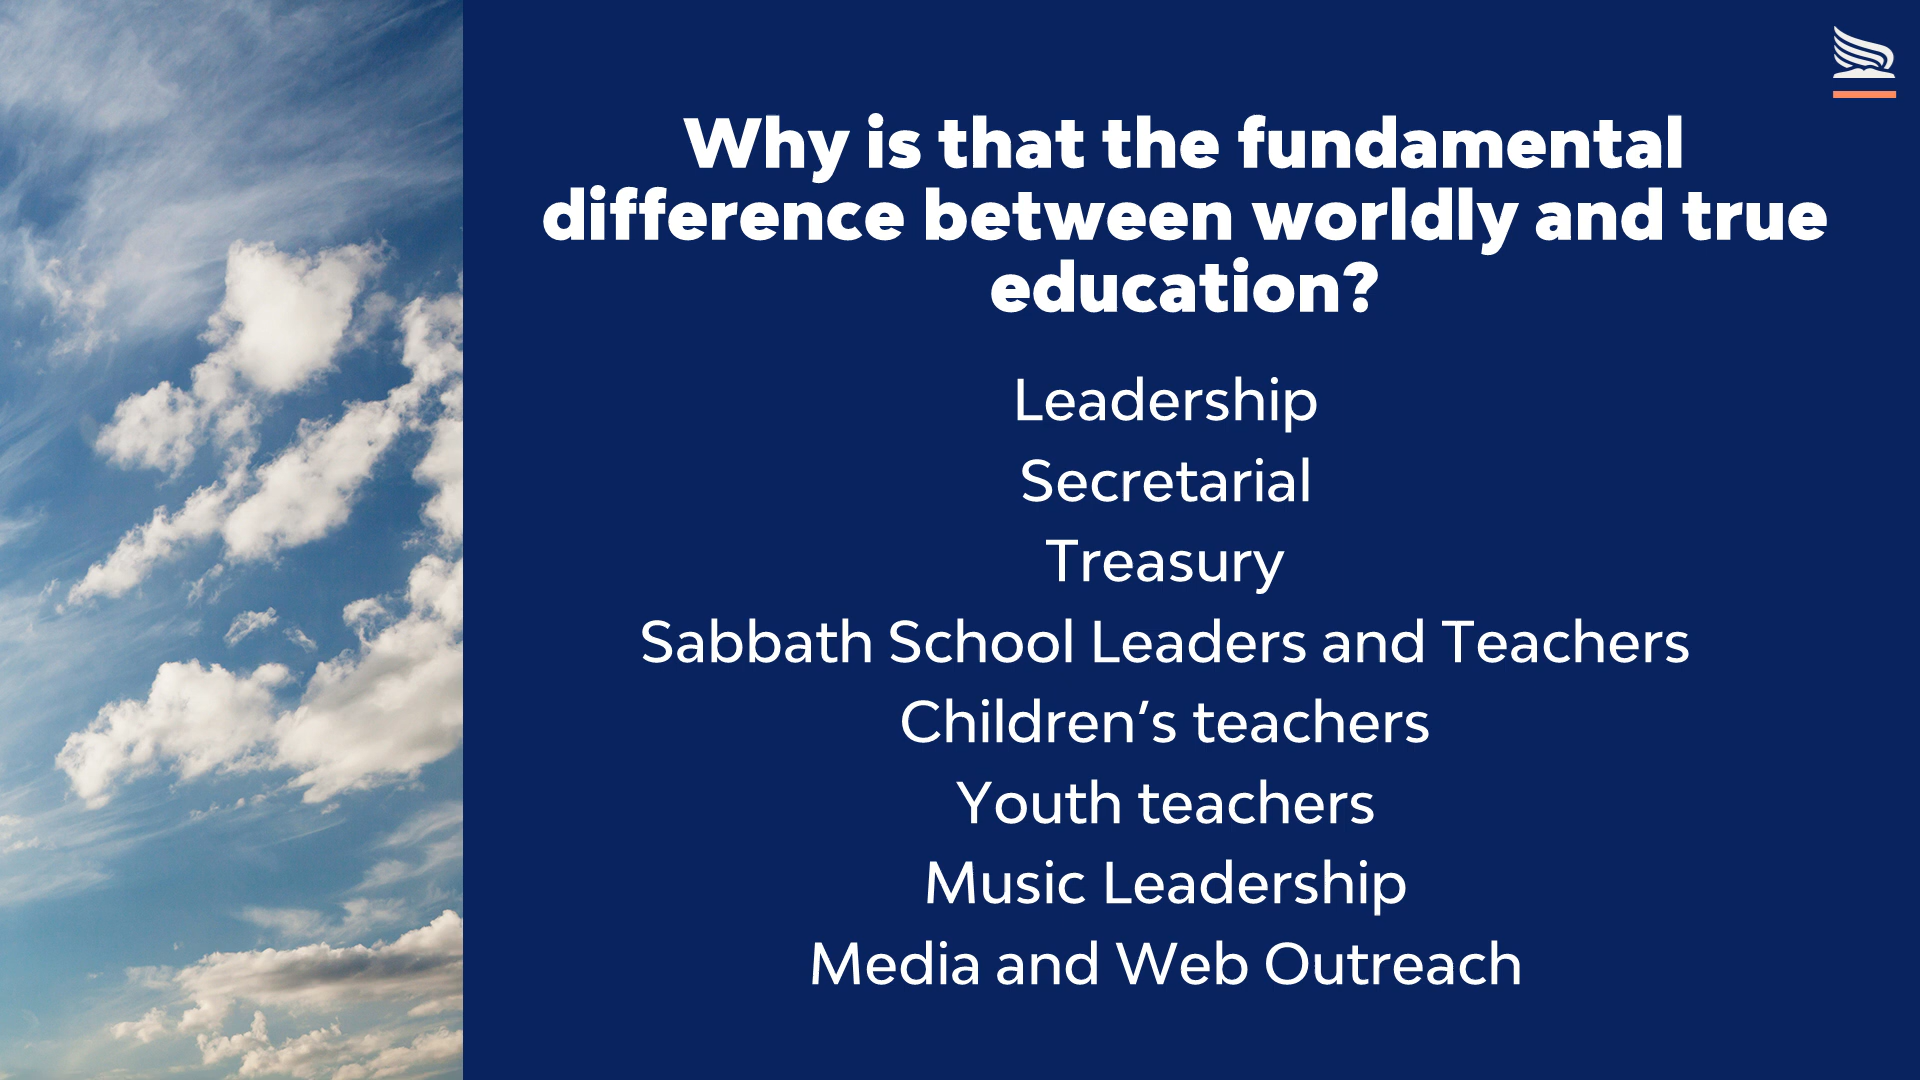 Why is that the fundamental
difference between worldly and true
education?
Leadership
Secretarial
Treasury
Sabbath School Leaders and Teachers
Children’s teachers
Youth teachers
Music Leadership
Media and Web Outreach